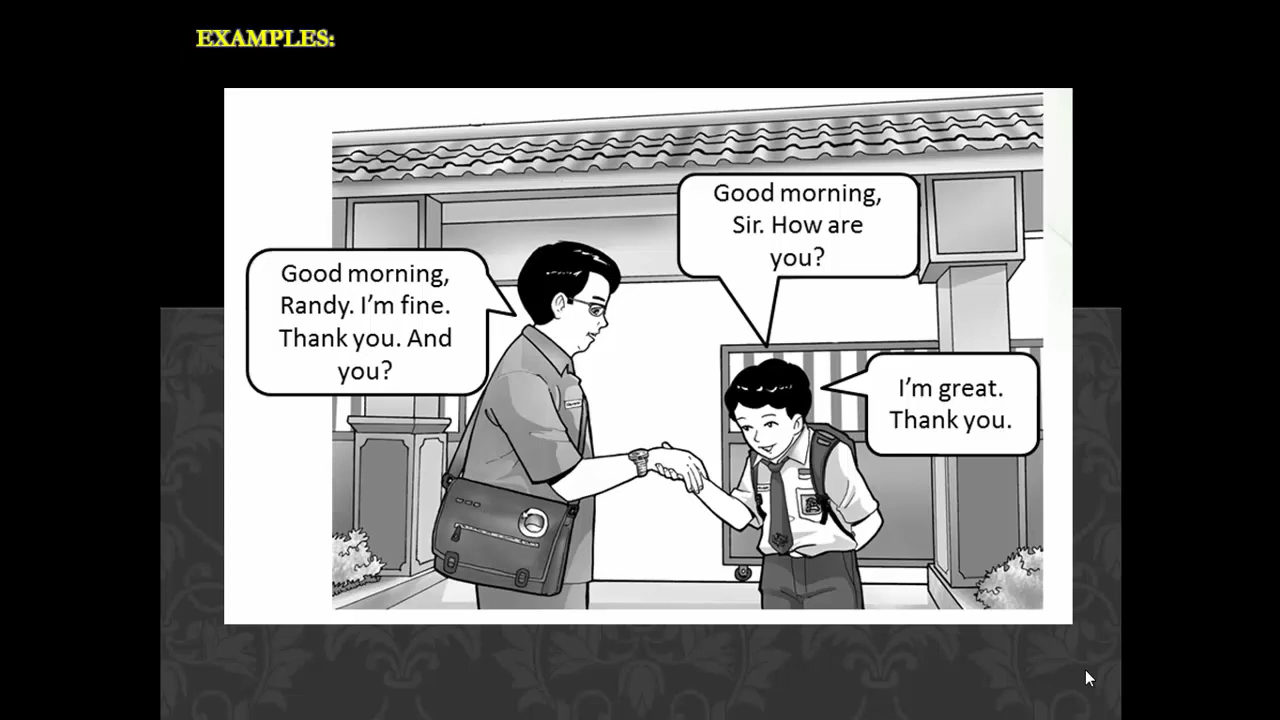 EXAMPLES:
Good morning,
Sir. How are
you?
Good morning,
Randy. I'm fine.
Thank you. And
you?
I'm great.
Thank you.